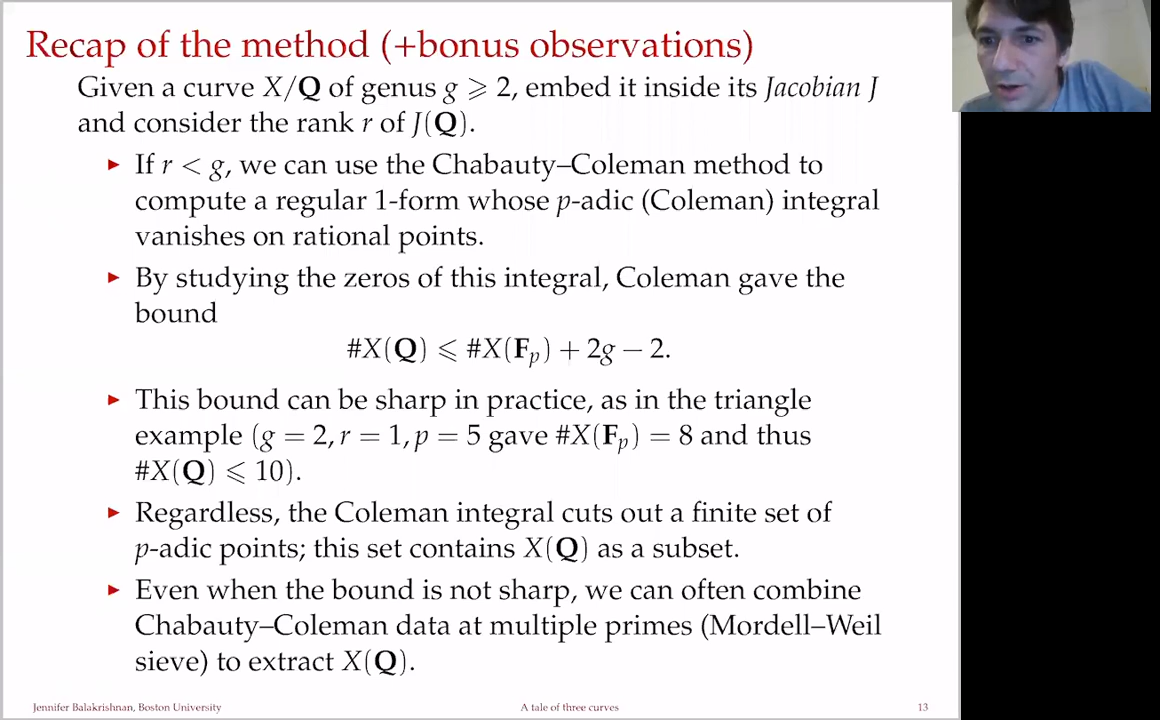 Recap of the method (+bonus observations)
Given a curve X/Q of genus g ⩾ 2, embed it inside its Jacobian J
and consider the rank r of J(Q).
▸ If r < g, we can use the Chabauty–Coleman method to
compute a regular 1-form whose p-adic (Coleman) integral
vanishes on rational points.
▸ By studying the zeros of this integral, Coleman gave the
bound
#X(Q) ⩽ #X(F_p) + 2g − 2.
▸ This bound can be sharp in practice, as in the triangle
example (g = 2, r = 1, p = 5 gave #X(F_p) = 8 and thus
#X(Q) ⩽ 10).
▸ Regardless, the Coleman integral cuts out a finite set of
p-adic points; this set contains X(Q) as a subset.
▸ Even when the bound is not sharp, we can often combine
Chabauty–Coleman data at multiple primes (Mordell–Weil
sieve) to extract X(Q).
Jennifer Balakrishnan, Boston University
A tale of three curves
13